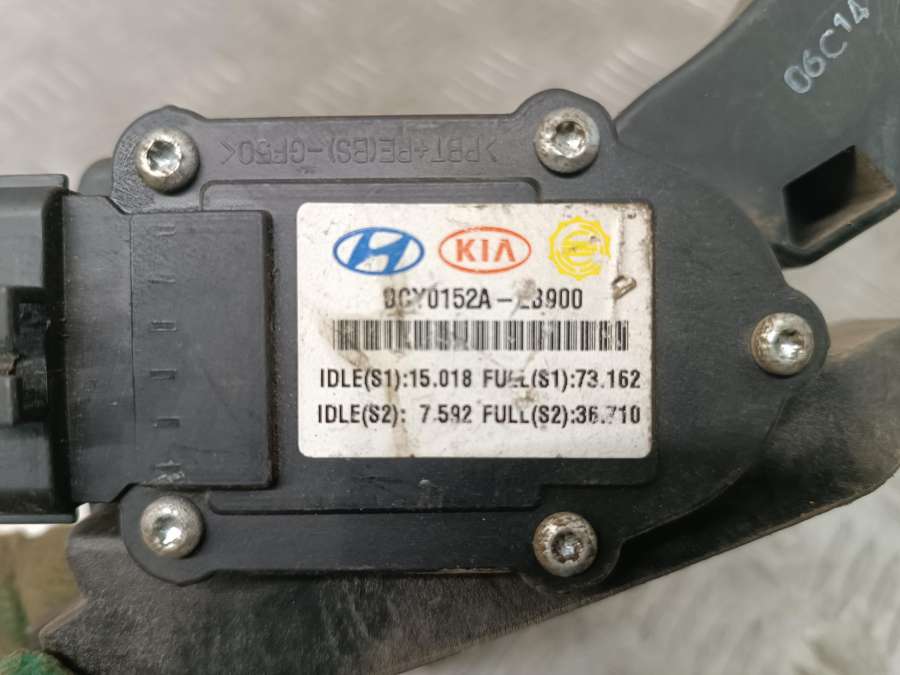 06C14
>PBT+PE(BS)-GF50<
KIA
IDLE(S1):15.018 FULL(S1):73.162
IDLE(S2): 7.592 FULL(S2):36.710